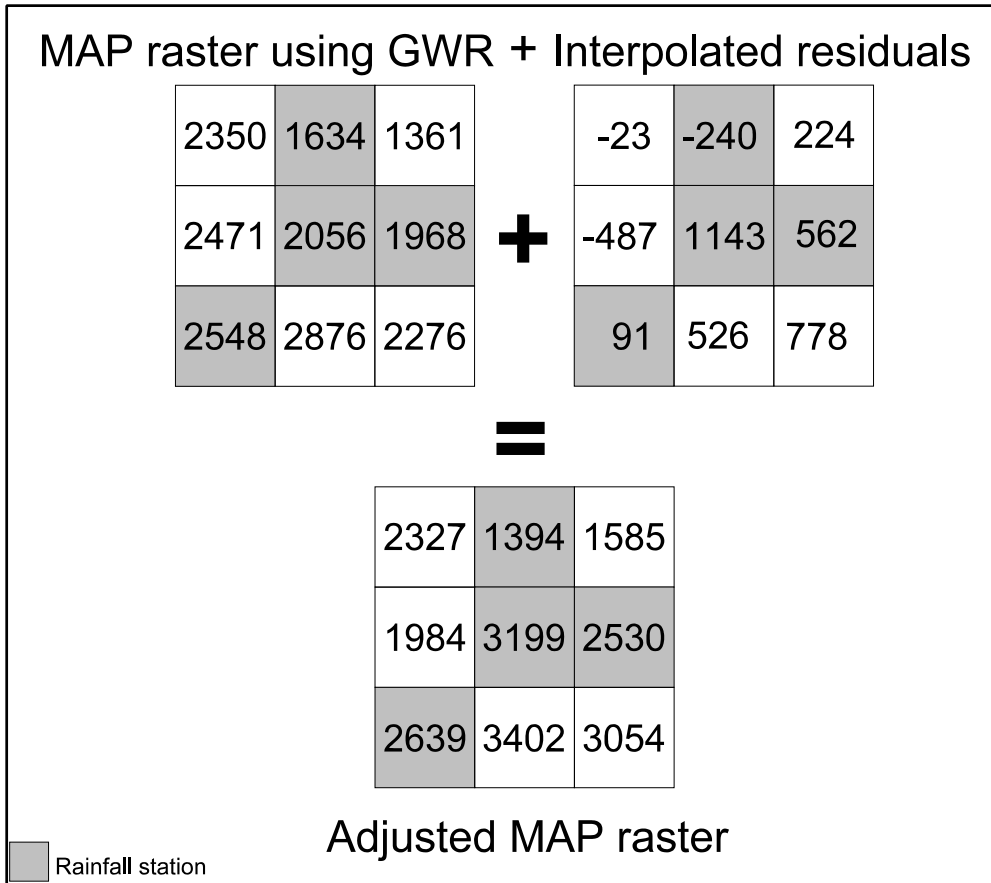 MAP raster using GWR + Interpolated residuals
2350 1634 1361 -23 -240 224
2471 2056 1968 + -487 1143 562
2548 2876 2276 91 526 778
=
2327 1394 1585
1984 3199 2530
2639 3402 3054
Adjusted MAP raster
Rainfall station